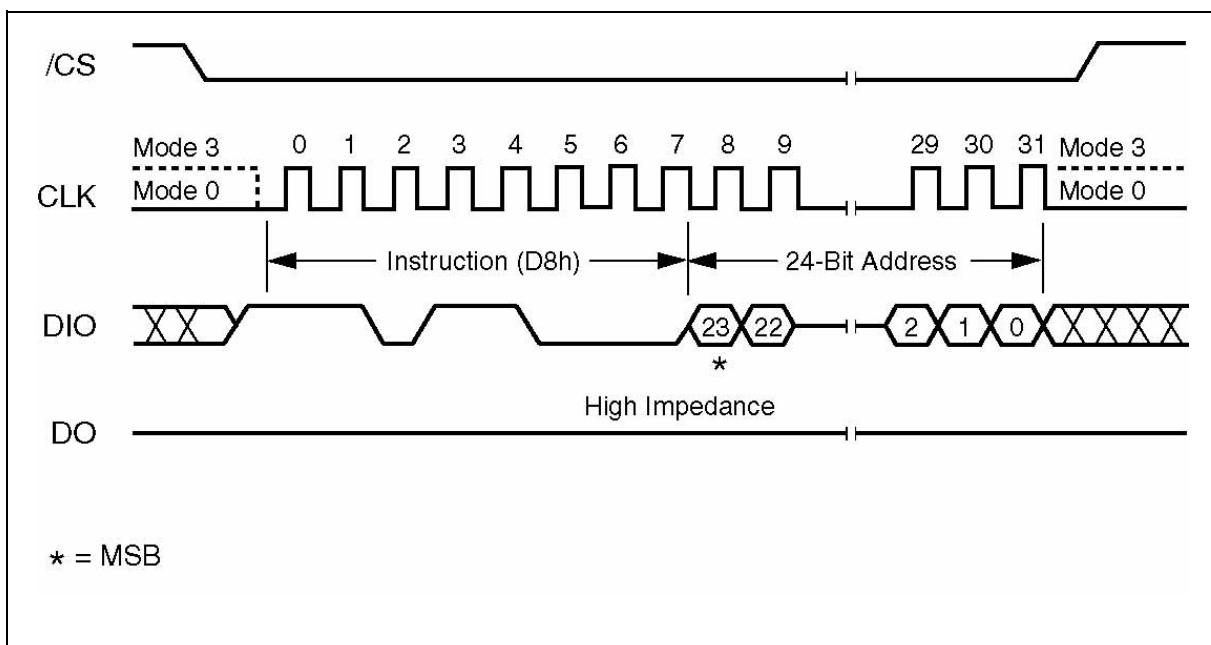 /CS
Mode 3 0 1 2 3 4 5 6 7 8 9 29 30 31 Mode 3
CLK Mode 0 Mode 0
Instruction (D8h) 24-Bit Address
DIO 23 22 2 1 0
*
High Impedance
DO
* = MSB